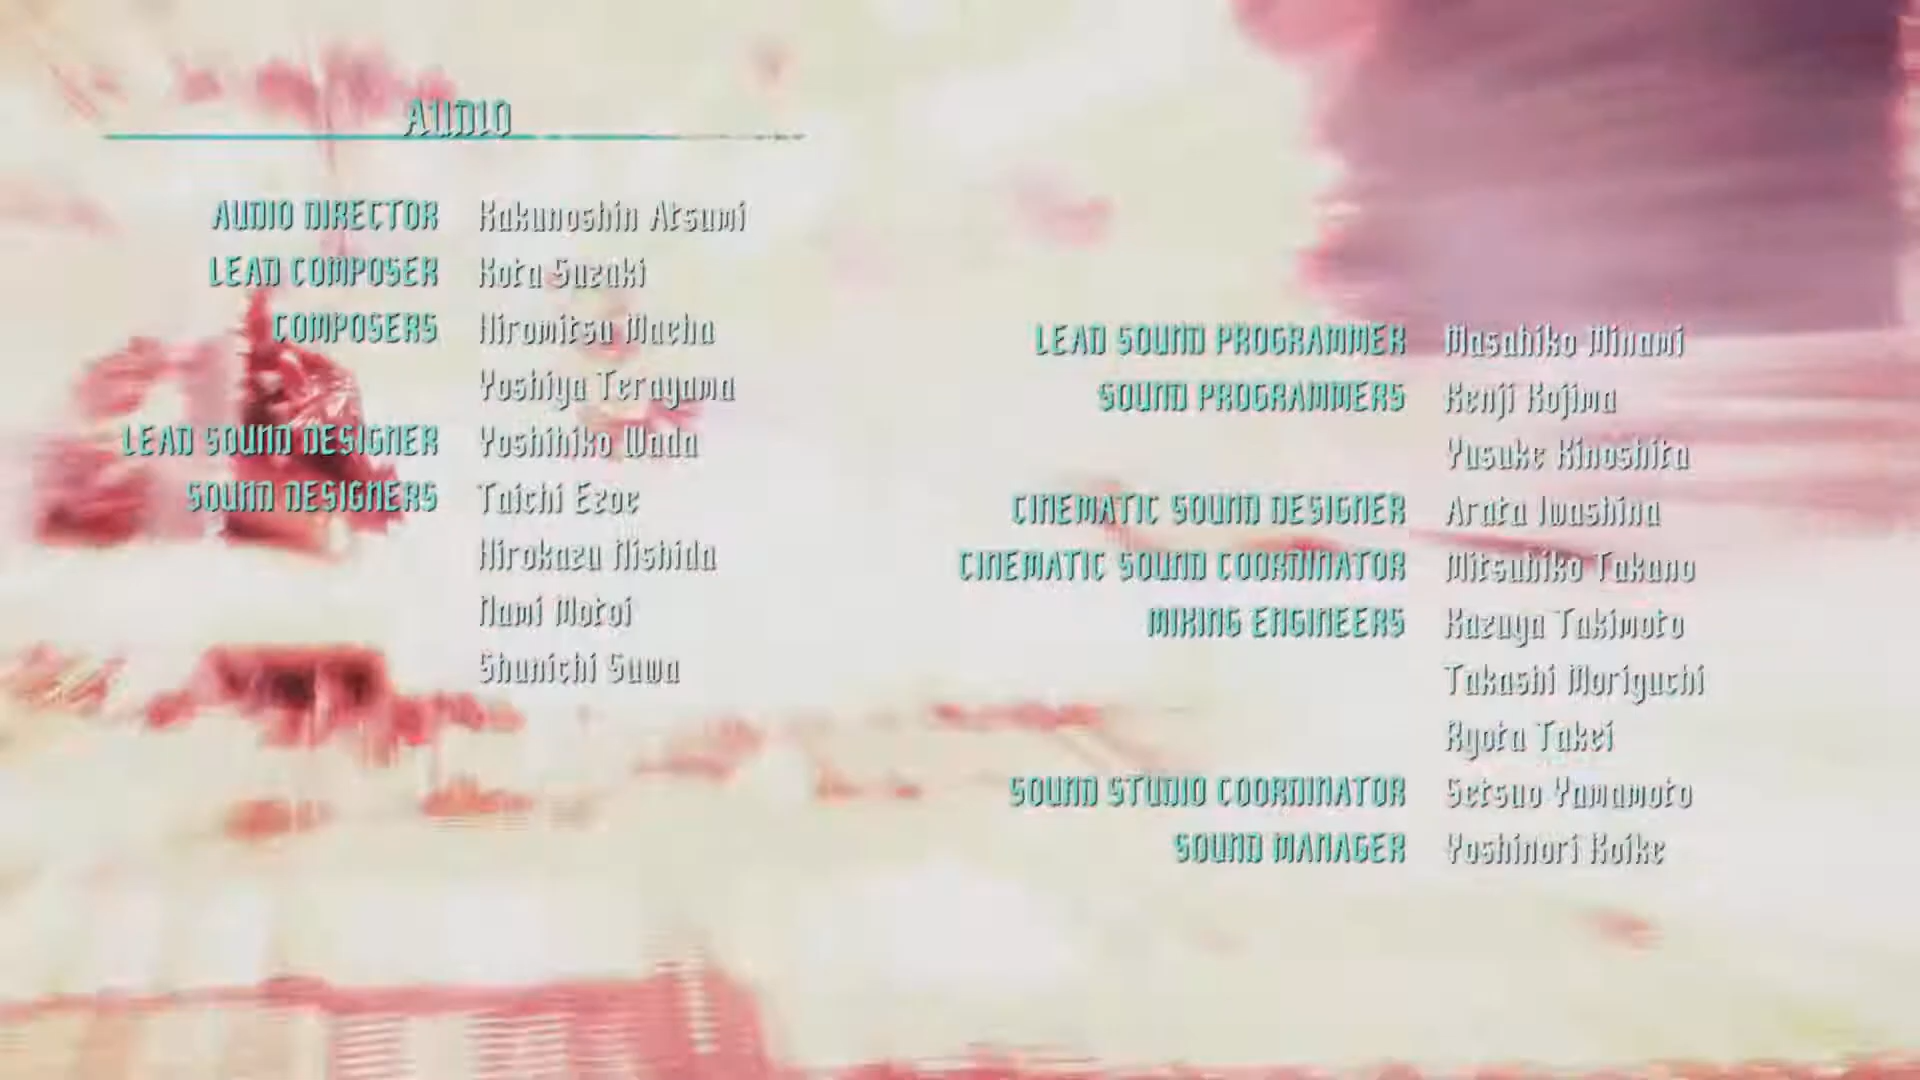 AUDIO
AUDIO DIRECTOR Kakunoshin Atsumi
LEAD COMPOSER Kota Suzuki
COMPOSERS Hiromitsu Maeba
Yoshiya Terayama
LEAD SOUND DESIGNER Yoshihiko Wada
SOUND DESIGNERS Taichi Ezoe
Hirokazu Nishida
Nami Motoi
Shunichi Suwa
LEAD SOUND PROGRAMMER Masahiko Minami
SOUND PROGRAMMERS Kenji Kojima
Yusuke Kinoshita
CINEMATIC SOUND DESIGNER Arata Iwashina
CINEMATIC SOUND COORDINATOR Mitsuhiko Takano
MIXING ENGINEERS Kazuya Takimoto
Takashi Moriguchi
Ryota Takei
SOUND STUDIO COORDINATOR Setsuo Yamamoto
SOUND MANAGER Yoshinori Koike